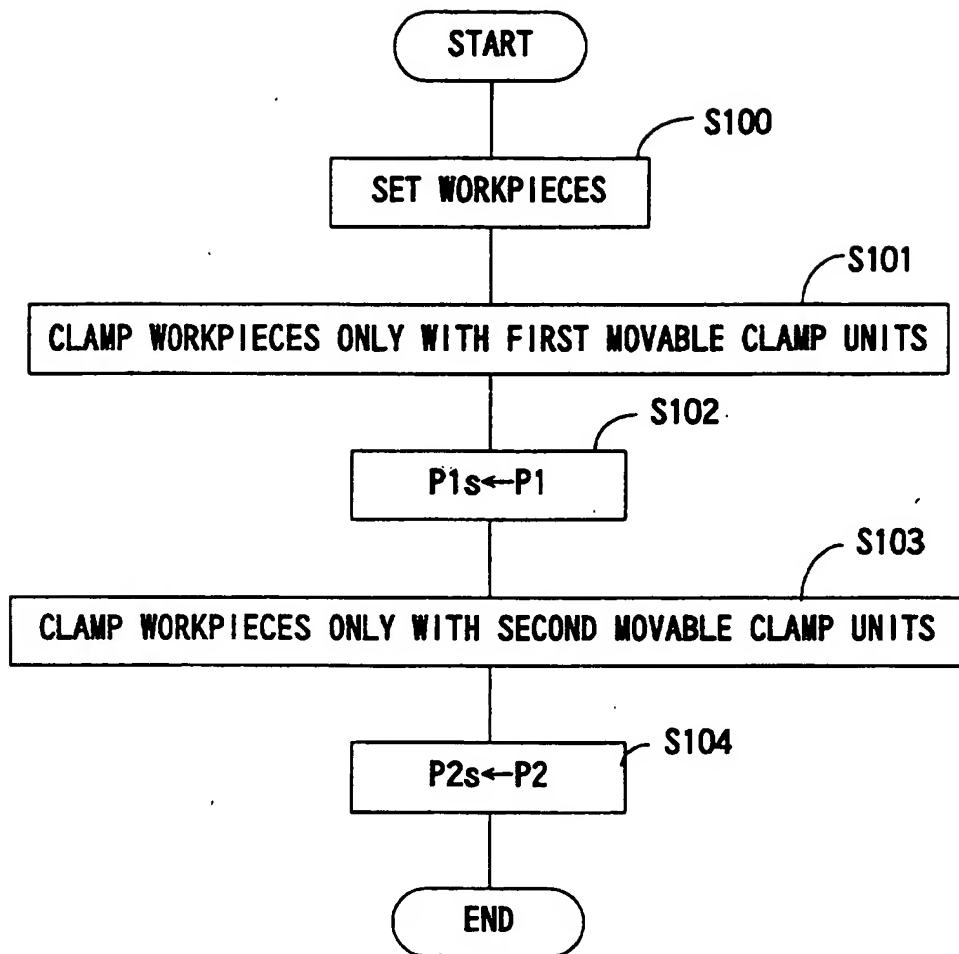 START
S100
SET WORKPIECES
S101
CLAMP WORKPIECES ONLY WITH FIRST MOVABLE CLAMP UNITS
S102
P1s←P1
S103
CLAMP WORKPIECES ONLY WITH SECOND MOVABLE CLAMP UNITS
S104
P2s←P2
END